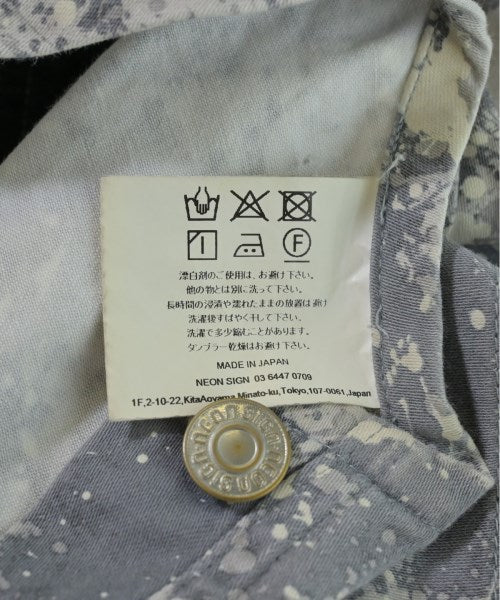 F
漂白剤のご使用は、お避け下さい。
他の物とは別に洗って下さい。
長時間の浸漬や濡れたままの放置は避け
洗濯後すばやく干して下さい。
洗濯で多少縮むことがあります。
タンブラー乾燥はお避け下さい。
MADE IN JAPAN
NEON SIGN 03 6447 0709
1F,2-10-22,KitaAoyama,Minato-ku,Tokyo,107-0061,Japan
neon sign neon sign